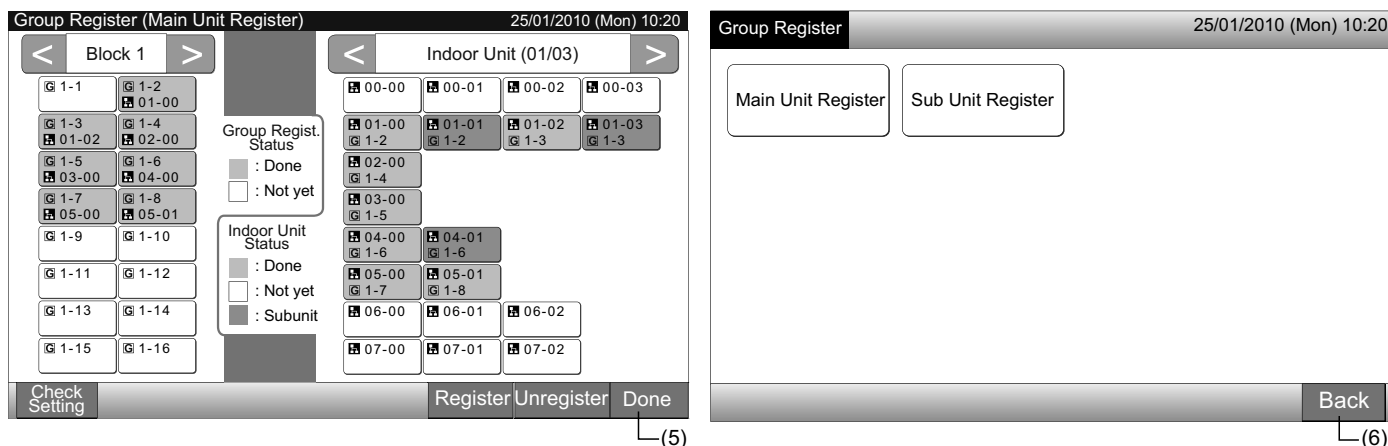 Group Register (Main Unit Register) 25/01/2010 (Mon) 10:20
< Block 1 > < Indoor Unit (01/03) >
G 1-1
G 1-2
01-00
G 1-3
01-02
G 1-4
02-00
G 1-5
03-00
G 1-6
04-00
G 1-7
05-00
G 1-8
05-01
G 1-9
G 1-10
G 1-11
G 1-12
G 1-13
G 1-14
G 1-15
G 1-16
Group Regist.
Status
: Done
: Not yet
Indoor Unit
Status
: Done
: Not yet
: Subunit
00-00
00-01
00-02
00-03
01-00
G 1-2
01-01
G 1-2
01-02
G 1-3
01-03
G 1-3
02-00
G 1-4
03-00
G 1-5
04-00
G 1-6
04-01
G 1-6
05-00
G 1-7
05-01
G 1-8
06-00
06-01
06-02
07-00
07-01
07-02
Check
Setting
Register Unregister Done
(5)
Group Register 25/01/2010 (Mon) 10:20
Main Unit Register
Sub Unit Register
Back
(6)